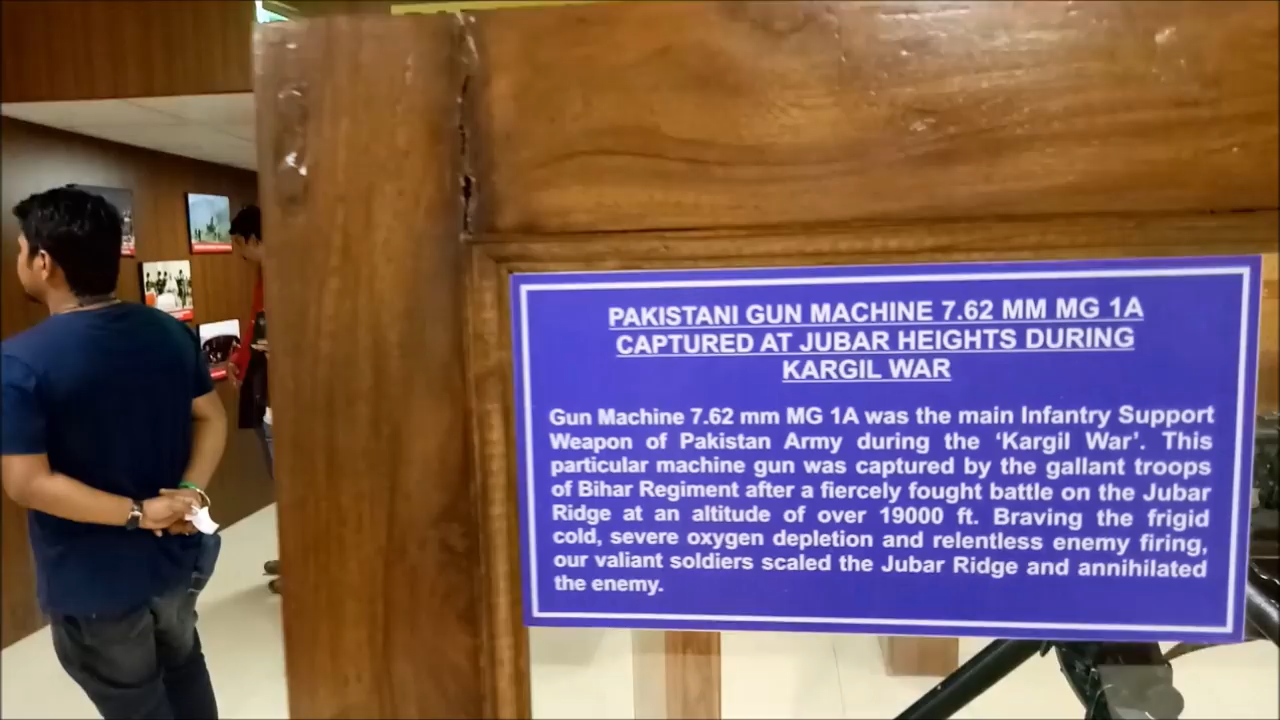 PAKISTANI GUN MACHINE 7.62 MM MG 1A
CAPTURED AT JUBAR HEIGHTS DURING
KARGIL WAR
Gun Machine 7.62 mm MG 1A was the main Infantry Support
Weapon of Pakistan Army during the ‘Kargil War’. This
particular machine gun was captured by the gallant troops
of Bihar Regiment after a fiercely fought battle on the Jubar
Ridge at an altitude of over 19000 ft. Braving the frigid
cold, severe oxygen depletion and relentless enemy firing,
our valiant soldiers scaled the Jubar Ridge and annihilated
the enemy.